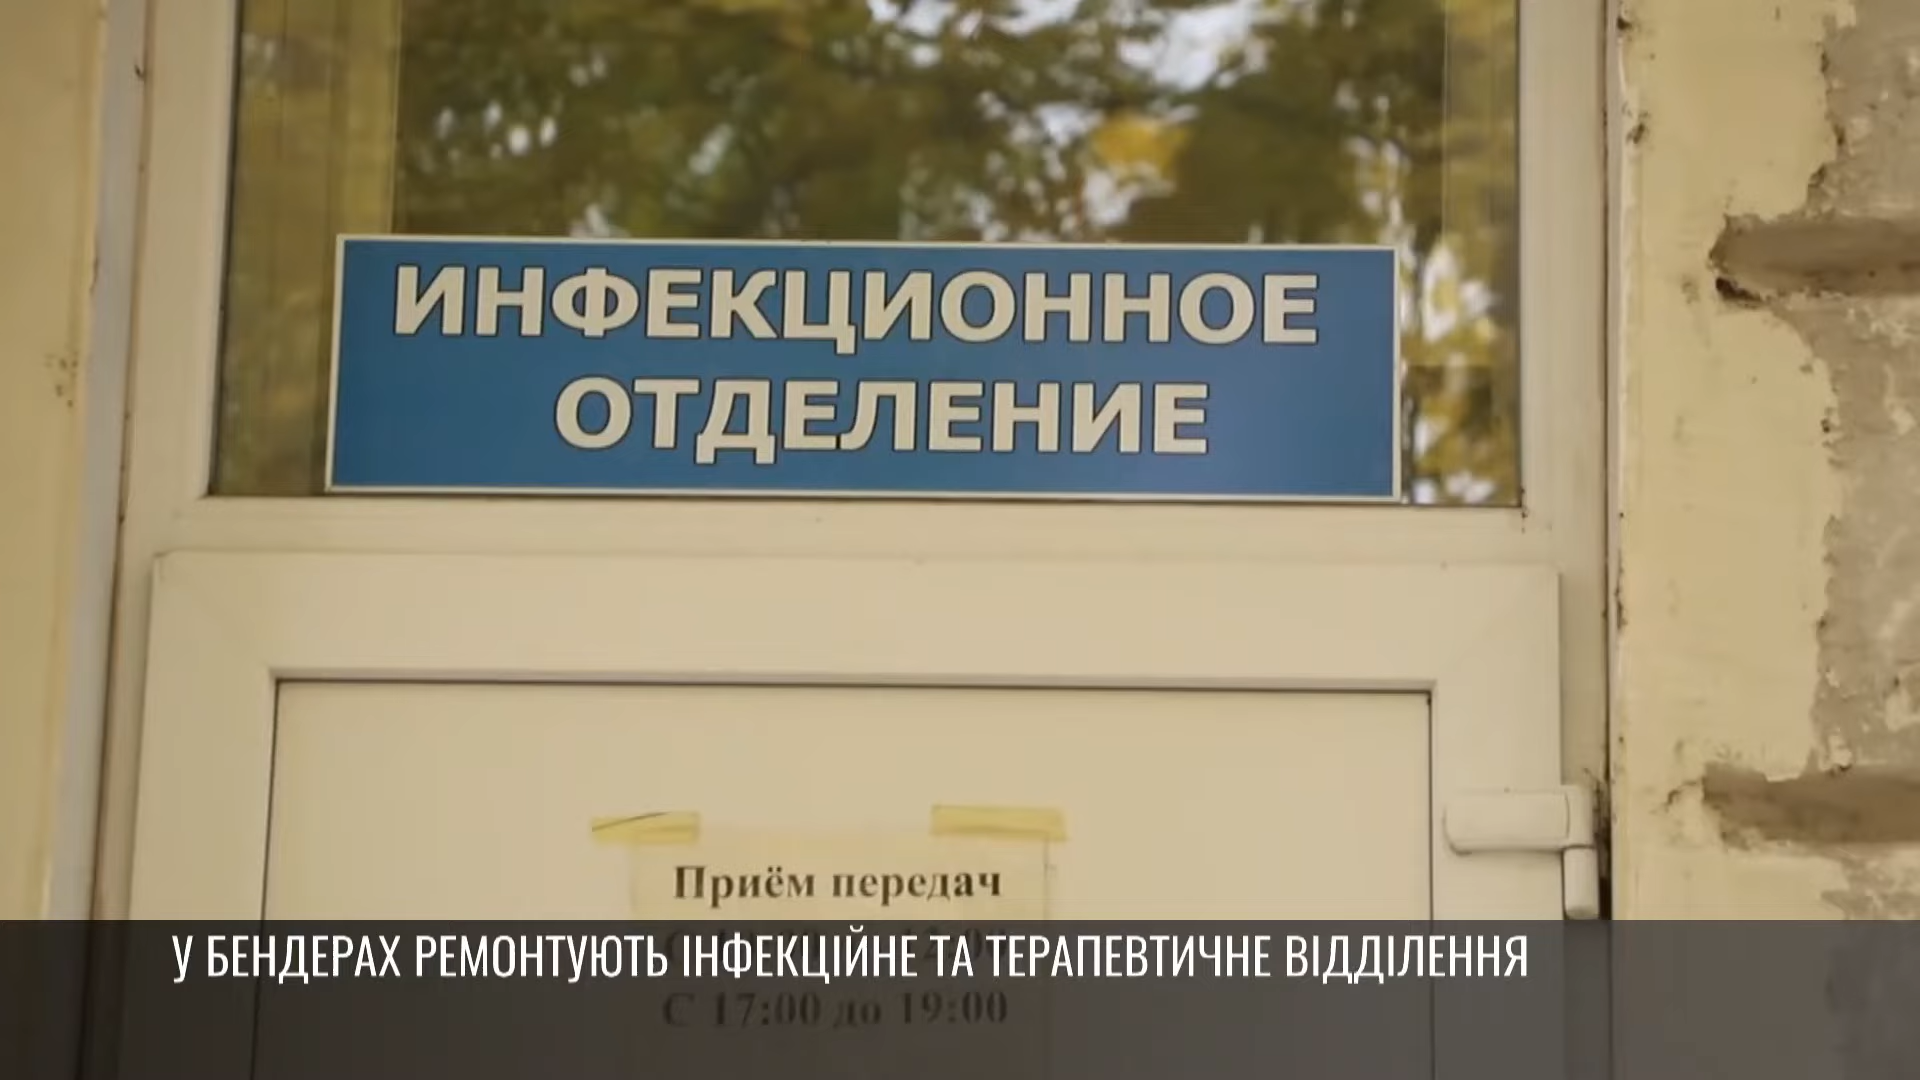 ИНФЕКЦИОННОЕ
ОТДЕЛЕНИЕ
Приём передач
У БЕНДЕРАХ РЕМОНТУЮТЬ ІНФЕКЦІЙНЕ ТА ТЕРАПЕВТИЧНЕ ВІДДІЛЕННЯ
С 17:00 до 19:00